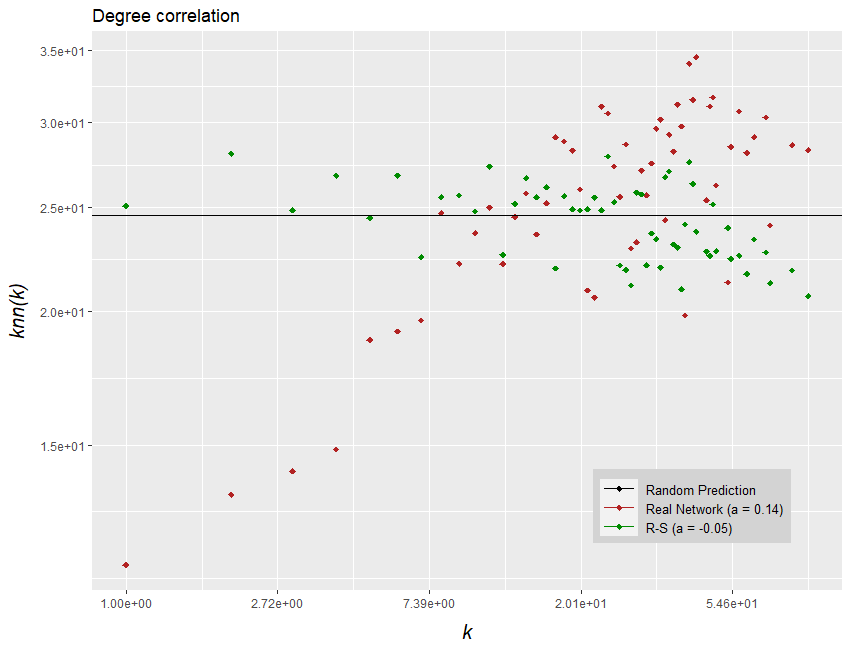 Degree correlation
3.5e+01
3.0e+01
2.5e+01
2.0e+01
1.5e+01
knn(k)
Random Prediction
Real Network (a = 0.14)
R-S (a = -0.05)
1.00e+00 2.72e+00 7.39e+00 2.01e+01 5.46e+01
k